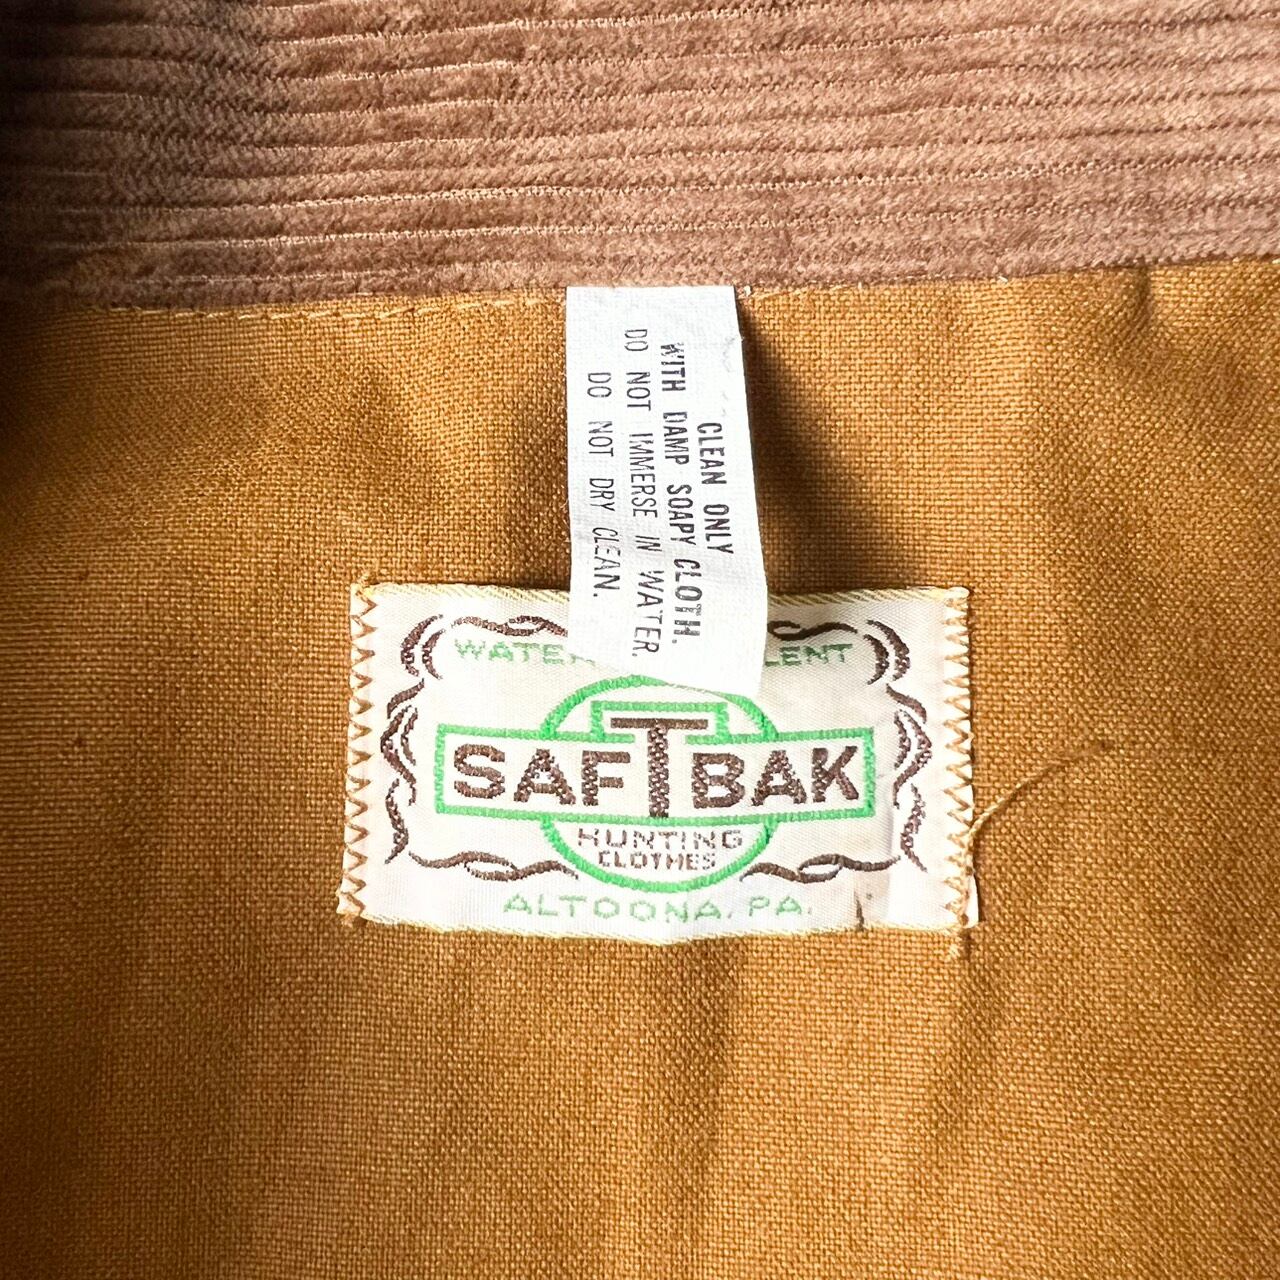 CLEAN ONLY
WITH DAMP SOAPY CLOTH.
DO NOT IMMERSE IN WATER.
DO NOT DRY CLEAN.
SAFTBAK
HUNTING
CLOTHES
ALTOONA, PA.